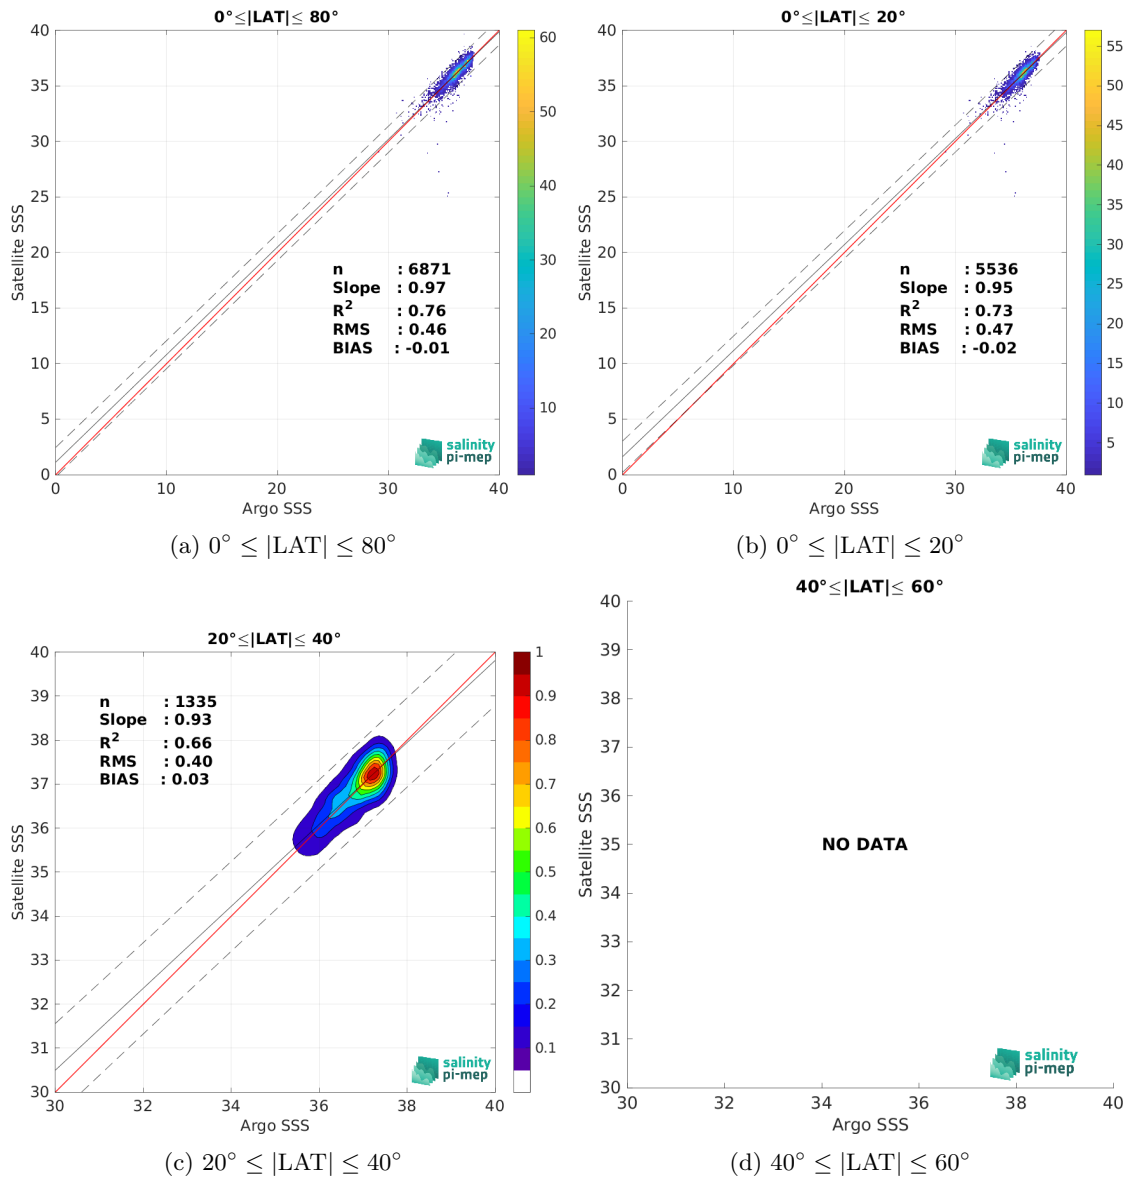 0°≤|LAT|≤ 80°
40
35
30
25
20
15
10
5
0
Satellite SSS
n : 6871
Slope : 0.97
R2 : 0.76
RMS : 0.46
BIAS : -0.01
salinity
pi-mep
0 10 20 30 40
Argo SSS
60
50
40
30
20
10
(a) 0° ≤ |LAT| ≤ 80°
0°≤|LAT|≤ 20°
40
35
30
25
20
15
10
5
0
Satellite SSS
n : 5536
Slope : 0.95
R2 : 0.73
RMS : 0.47
BIAS : -0.02
salinity
pi-mep
0 10 20 30 40
Argo SSS
55
50
45
40
35
30
25
20
15
10
5
(b) 0° ≤ |LAT| ≤ 20°
20°≤|LAT|≤ 40°
40
39
38
37
36
35
34
33
32
31
30
Satellite SSS
n : 1335
Slope : 0.93
R2 : 0.66
RMS : 0.40
BIAS : 0.03
salinity
pi-mep
30 32 34 36 38 40
Argo SSS
1
0.9
0.8
0.7
0.6
0.5
0.4
0.3
0.2
0.1
(c) 20° ≤ |LAT| ≤ 40°
40°≤|LAT|≤ 60°
40
39
38
37
36
35
34
33
32
31
30
Satellite SSS
NO DATA
salinity
pi-mep
30 32 34 36 38 40
Argo SSS
(d) 40° ≤ |LAT| ≤ 60°